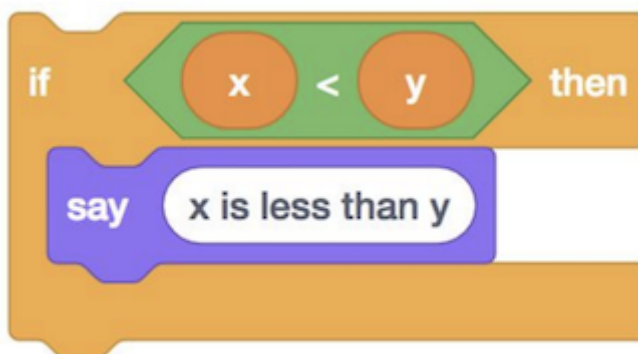 if x < y then
say x is less than y